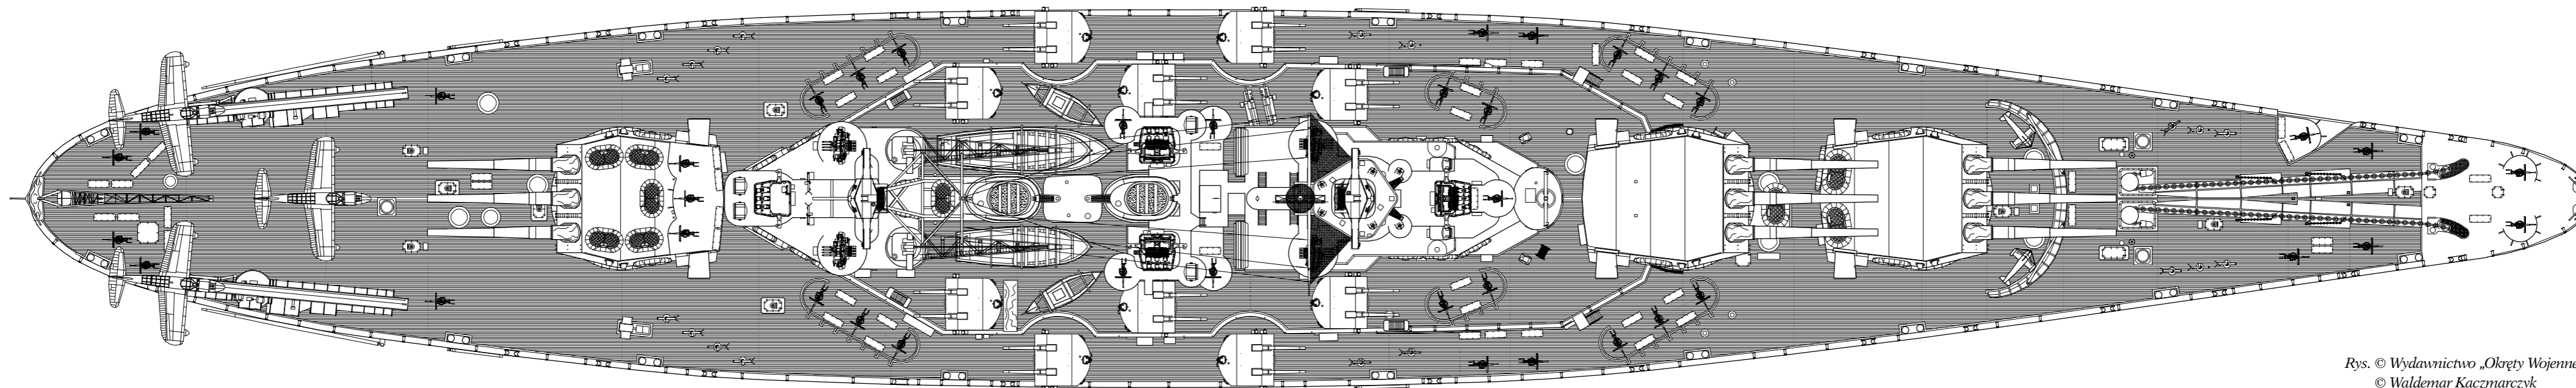 Rys. © Wydawnictwo „Okręty Wojenne
© Waldemar Kaczmarczyk